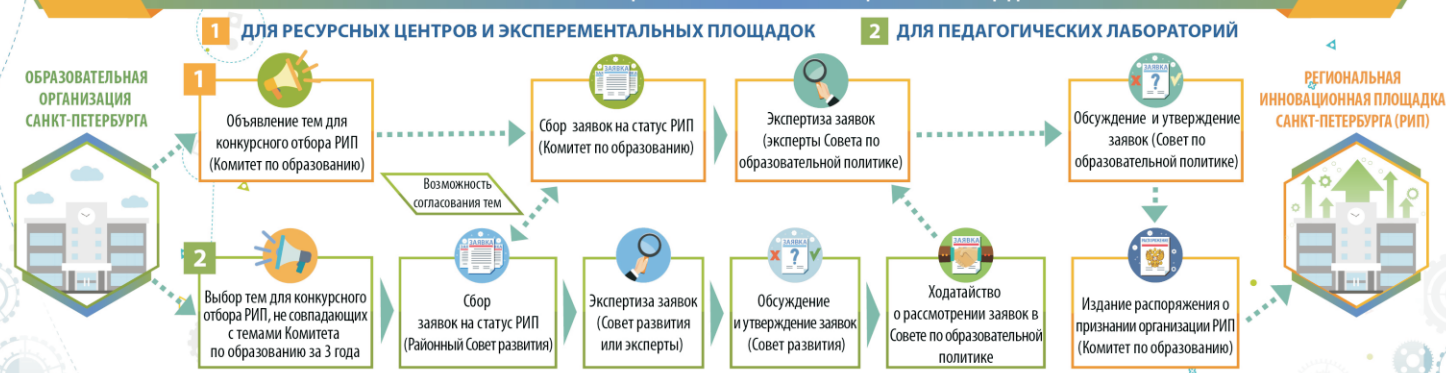 1 ДЛЯ РЕСУРСНЫХ ЦЕНТРОВ И ЭКСПЕРЕМЕНТАЛЬНЫХ ПЛОЩАДОК
2 ДЛЯ ПЕДАГОГИЧЕСКИХ ЛАБОРАТОРИЙ
ОБРАЗОВАТЕЛЬНАЯ
ОРГАНИЗАЦИЯ
САНКТ-ПЕТЕРБУРГА
1
Объявление тем для
конкурсного отбора РИП
(Комитет по образованию)
ЗАЯВКА
Сбор заявок на статус РИП
(Комитет по образованию)
Экспертиза заявок
(эксперты Совета по
образовательной политике)
ЗАЯВКА
?
Обсуждение и утверждение
заявок (Совет по
образовательной политике)
РЕГИОНАЛЬНАЯ
ИННОВАЦИОННАЯ ПЛОЩАДКА
САНКТ-ПЕТЕРБУРГА (РИП)
Возможность
согласования тем
2
Выбор тем для конкурсного
отбора РИП, не совпадающих
с темами Комитета
по образованию за 3 года
ЗАЯВКА
Сбор
заявок на статус РИП
(Районный Совет развития)
Экспертиза заявок
(Совет развития
или эксперты)
ЗАЯВКА
?
Обсуждение
и утверждение заявок
(Совет развития)
ЗАЯВКА
Ходатайство
о рассмотрении заявок в
Совете по образовательной
политике
РАСПОРЯЖЕНИЕ
Издание распоряжения о
признании организации РИП
(Комитет по образованию)